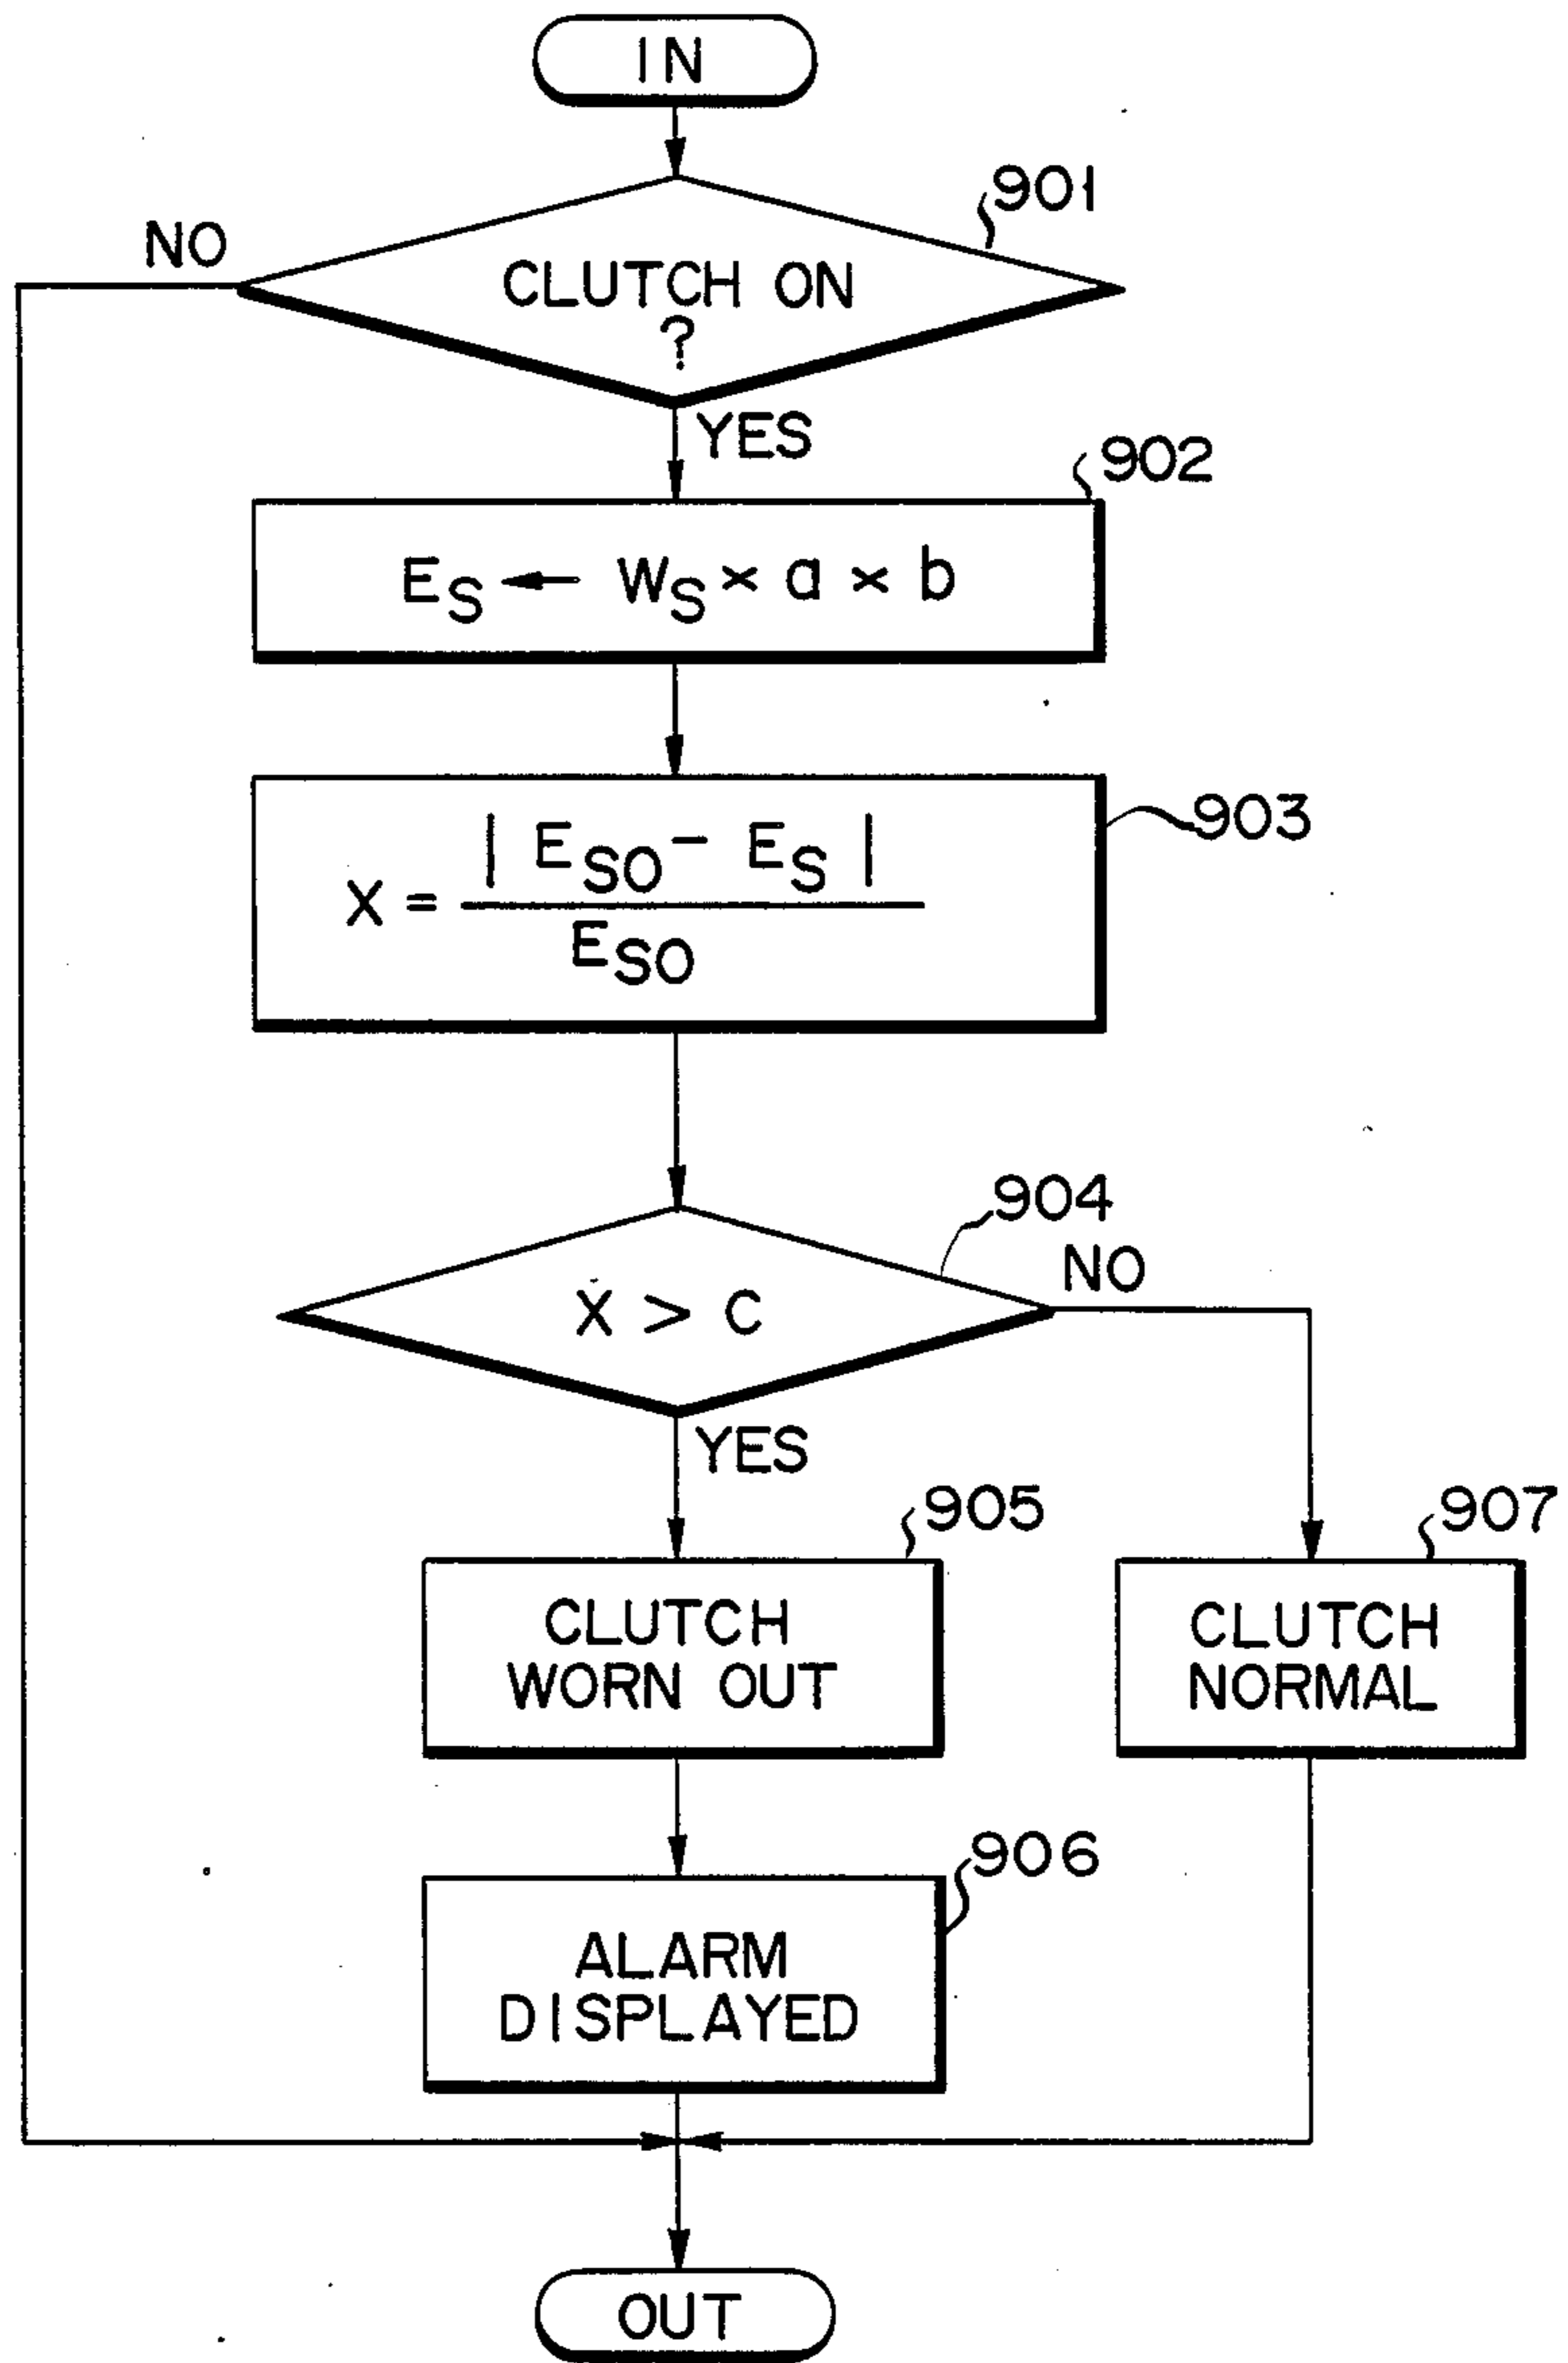 IN
901
NO
CLUTCH ON
?
YES
902
E_S ← W_S × a × b
903
X = | E_SO - E_S | / E_SO
904
NO
X > C
YES
905
907
CLUTCH
WORN OUT
CLUTCH
NORMAL
906
ALARM
DISPLAYED
OUT